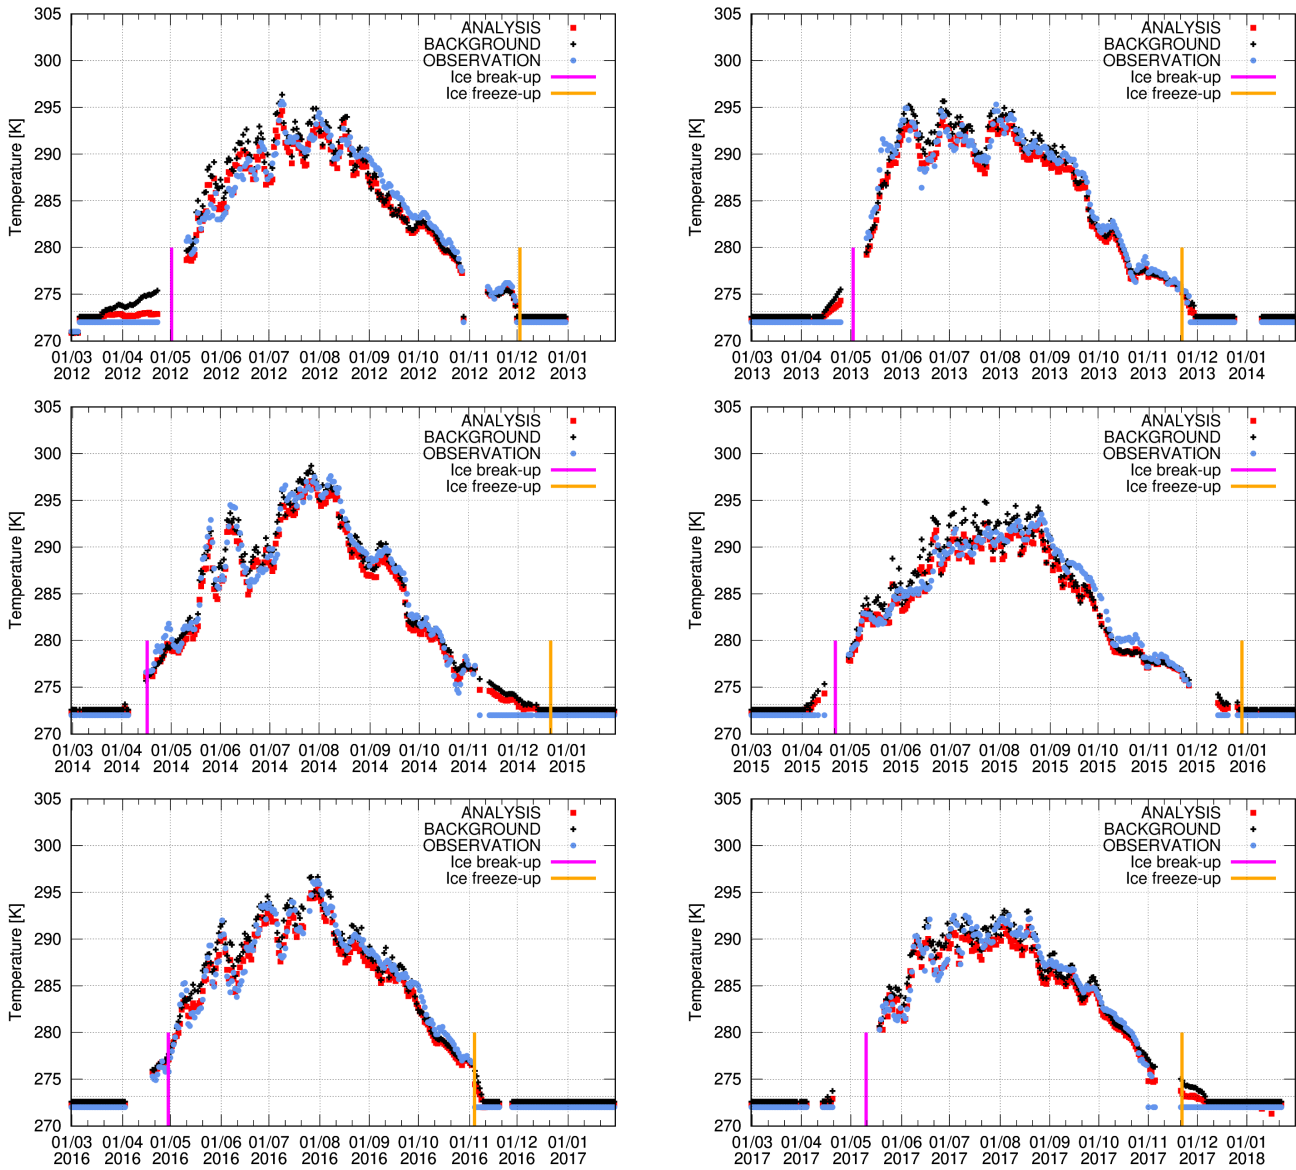 305
300
295
290
285
280
275
270
Temperature [K]
ANALYSIS
BACKGROUND
OBSERVATION
Ice break-up
Ice freeze-up
01/03 01/04 01/05 01/06 01/07 01/08 01/09 01/10 01/11 01/12 01/01
2012 2012 2012 2012 2012 2012 2012 2012 2012 2012 2013
305
300
295
290
285
280
275
270
Temperature [K]
ANALYSIS
BACKGROUND
OBSERVATION
Ice break-up
Ice freeze-up
01/03 01/04 01/05 01/06 01/07 01/08 01/09 01/10 01/11 01/12 01/01
2013 2013 2013 2013 2013 2013 2013 2013 2013 2013 2014
305
300
295
290
285
280
275
270
Temperature [K]
ANALYSIS
BACKGROUND
OBSERVATION
Ice break-up
Ice freeze-up
01/03 01/04 01/05 01/06 01/07 01/08 01/09 01/10 01/11 01/12 01/01
2014 2014 2014 2014 2014 2014 2014 2014 2014 2014 2015
305
300
295
290
285
280
275
270
Temperature [K]
ANALYSIS
BACKGROUND
OBSERVATION
Ice break-up
Ice freeze-up
01/03 01/04 01/05 01/06 01/07 01/08 01/09 01/10 01/11 01/12 01/01
2015 2015 2015 2015 2015 2015 2015 2015 2015 2015 2016
305
300
295
290
285
280
275
270
Temperature [K]
ANALYSIS
BACKGROUND
OBSERVATION
Ice break-up
Ice freeze-up
01/03 01/04 01/05 01/06 01/07 01/08 01/09 01/10 01/11 01/12 01/01
2016 2016 2016 2016 2016 2016 2016 2016 2016 2016 2017
305
300
295
290
285
280
275
270
Temperature [K]
ANALYSIS
BACKGROUND
OBSERVATION
Ice break-up
Ice freeze-up
01/03 01/04 01/05 01/06 01/07 01/08 01/09 01/10 01/11 01/12 01/01
2017 2017 2017 2017 2017 2017 2017 2017 2017 2017 2018